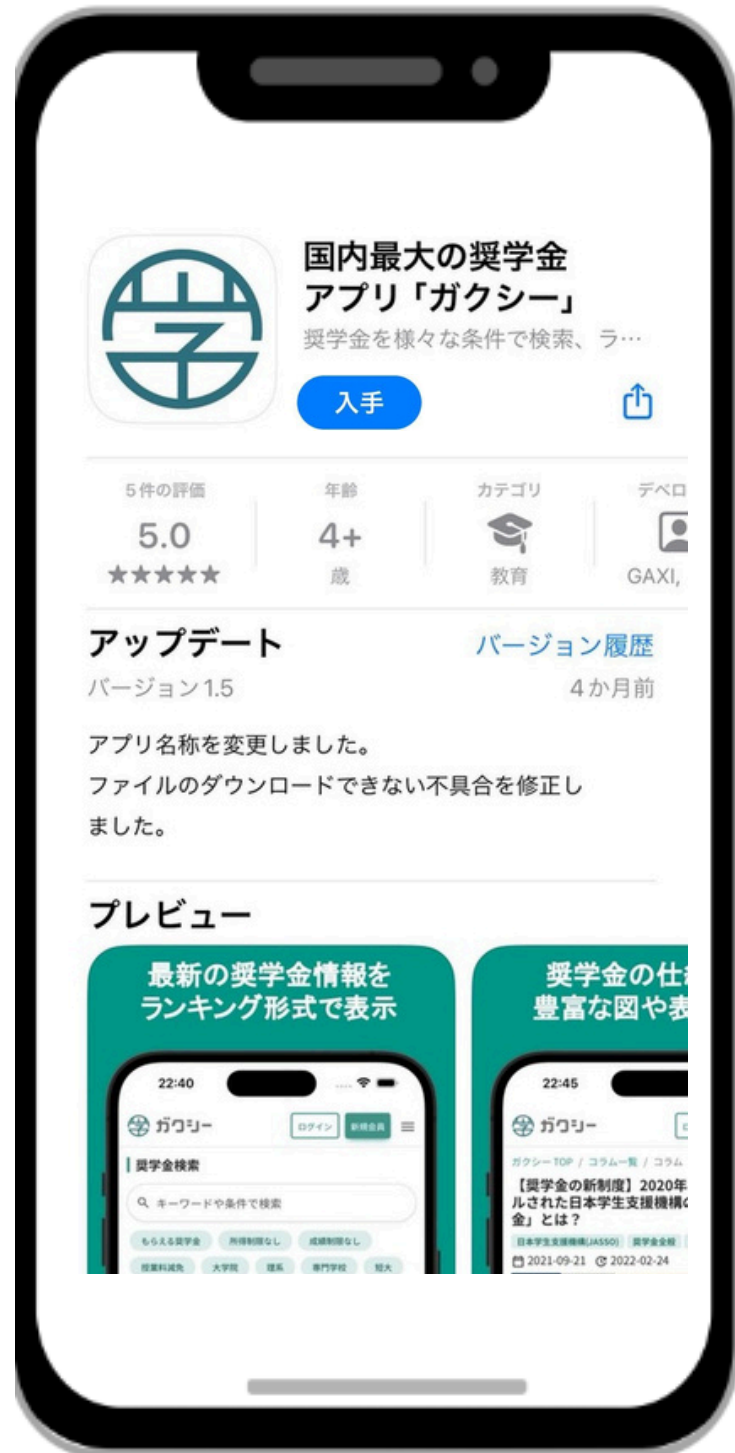 学
国内最大の奨学金
アプリ「ガクシー」
奨学金を様々な条件で検索、ラ…
入手
5件の評価
5.0
★★★★★
年齢
4+
歳
カテゴリ
教育
デベロ
GAXI,
アップデート
バージョン履歴
バージョン 1.5
4か月前
アプリ名称を変更しました。
ファイルのダウンロードできない不具合を修正し
ました。
プレビュー
最新の奨学金情報を
ランキング形式で表示
22:40
学 ガクシー
ログイン
新規会員
奨学金検索
キーワードや条件で検索
もらえる奨学金 所得制限なし 成績制限なし
授業料減免 大学院 理系 専門学校 短大
奨学金の仕
豊富な図や表
22:45
学 ガクシー
ガクシー TOP / コラム一覧 / コラム
【奨学金の新制度】2020年
ルされた日本学生支援機構の
金」とは？
日本学生支援機構(JASSO) 奨学金全般
2021-09-21 2022-02-24